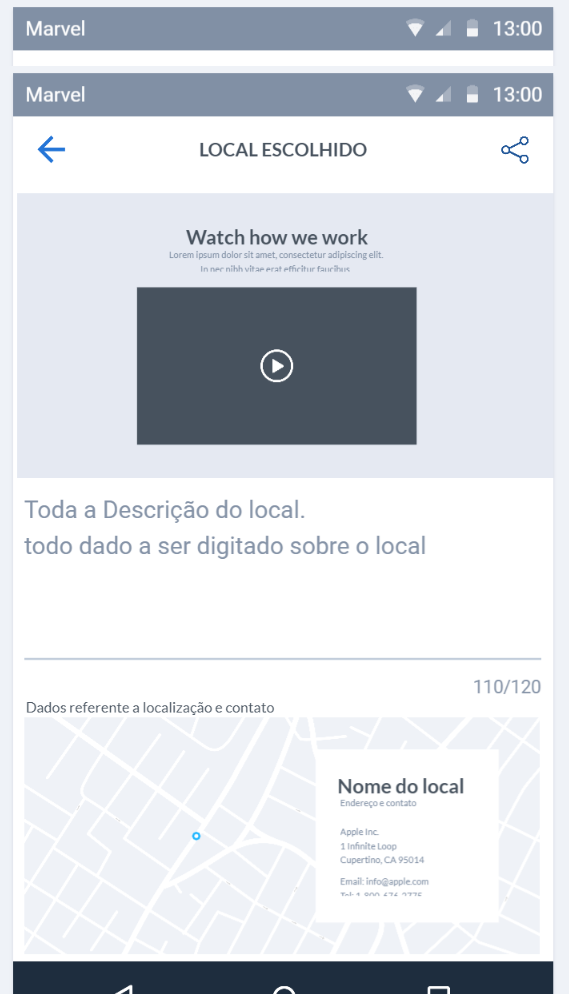 Marvel 13:00
Marvel 13:00
LOCAL ESCOLHIDO
Watch how we work
Lorem ipsum dolor sit amet, consectetur adipiscing elit.
In nec nibh vitae erat efficitur faucibus
Toda a Descrição do local.
todo dado a ser digitado sobre o local
110/120
Dados referente a localização e contato
Nome do local
Endereço e contato
Apple Inc.
1 Infinite Loop
Cupertino, CA 95014
Email: info@apple.com
Tel: 1-800-676-2775